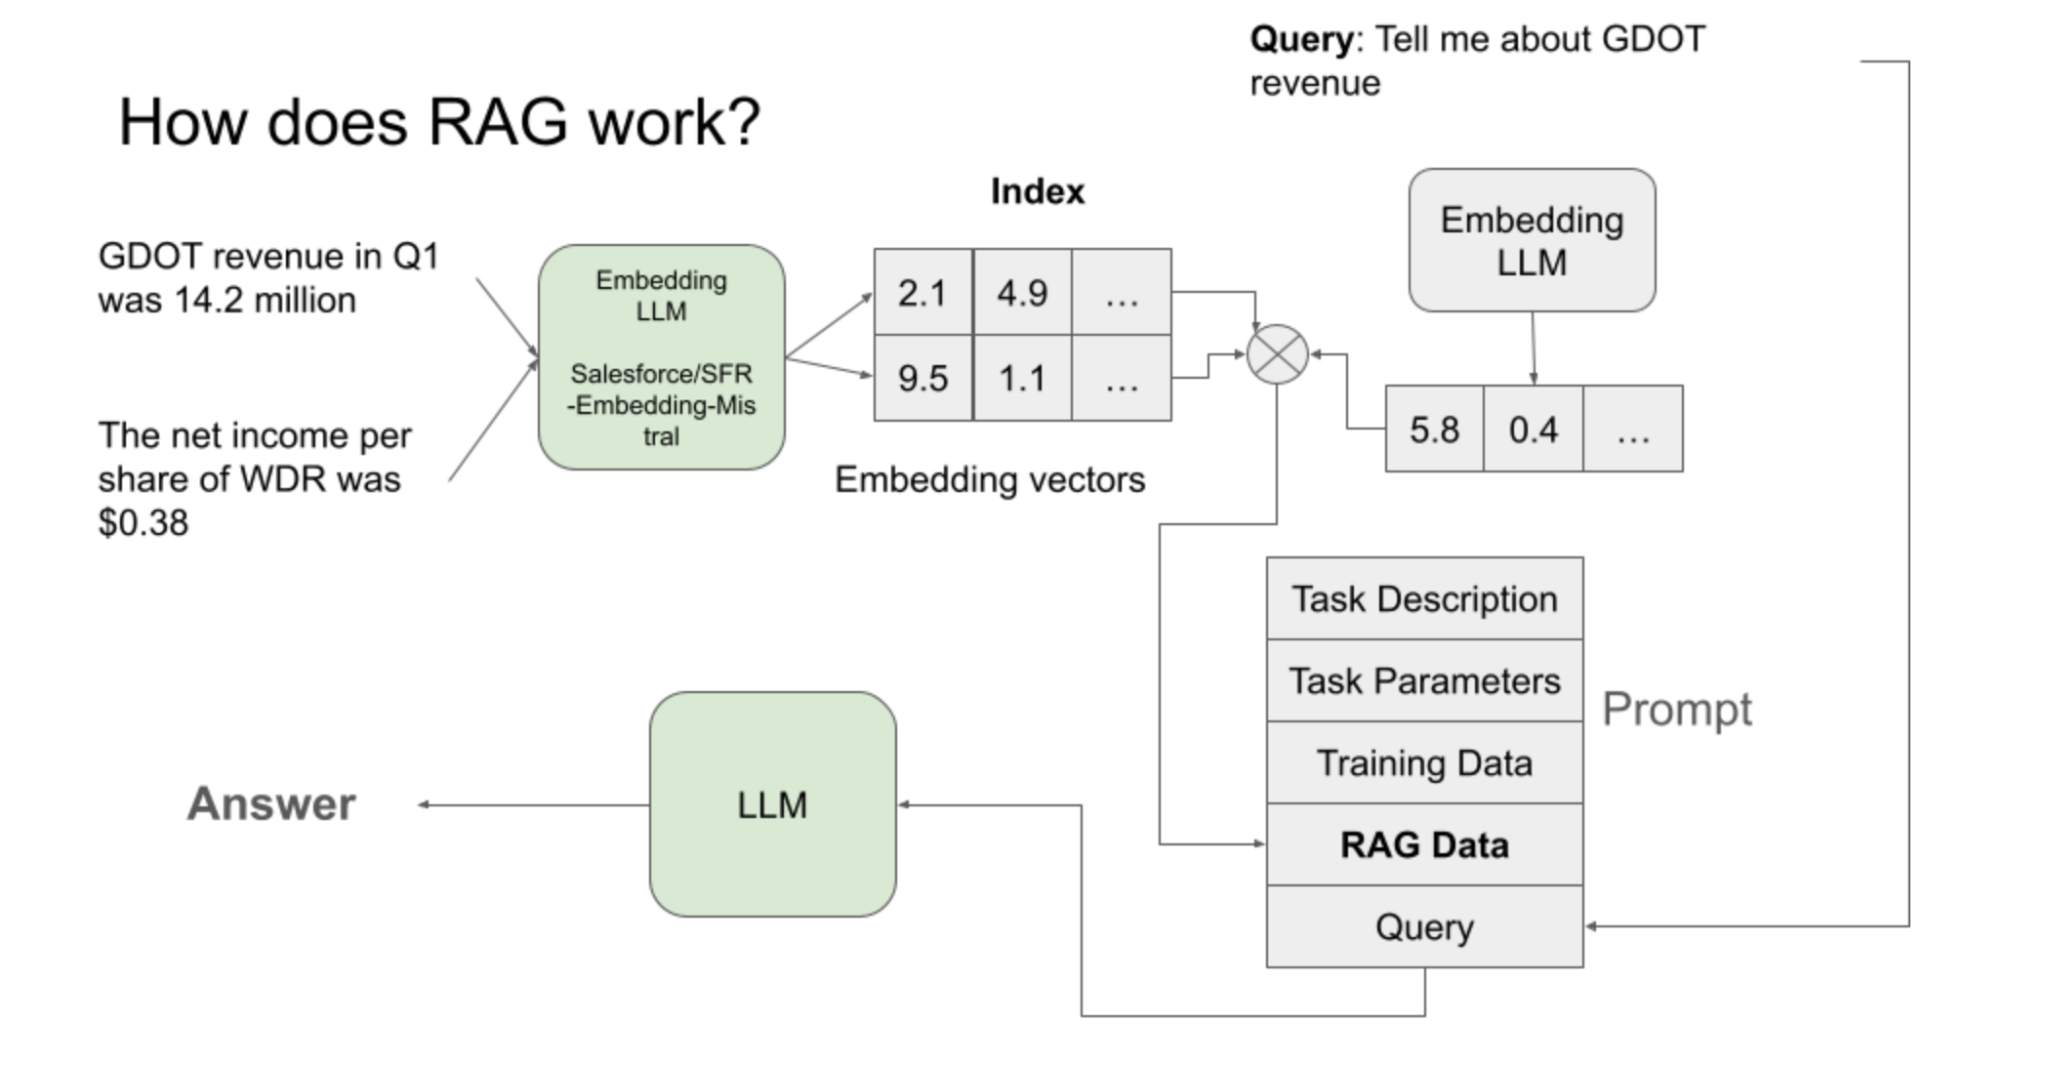 Query: Tell me about GDOT
revenue
How does RAG work?
Index
Embedding
LLM
GDOT revenue in Q1
was 14.2 million
Embedding
LLM
Salesforce/SFR
-Embedding-Mis
tral
2.1 4.9 ...
9.5 1.1 ...
5.8 0.4 ...
The net income per
share of WDR was
$0.38
Embedding vectors
Task Description
Task Parameters
Training Data
RAG Data
Query
Prompt
LLM
Answer